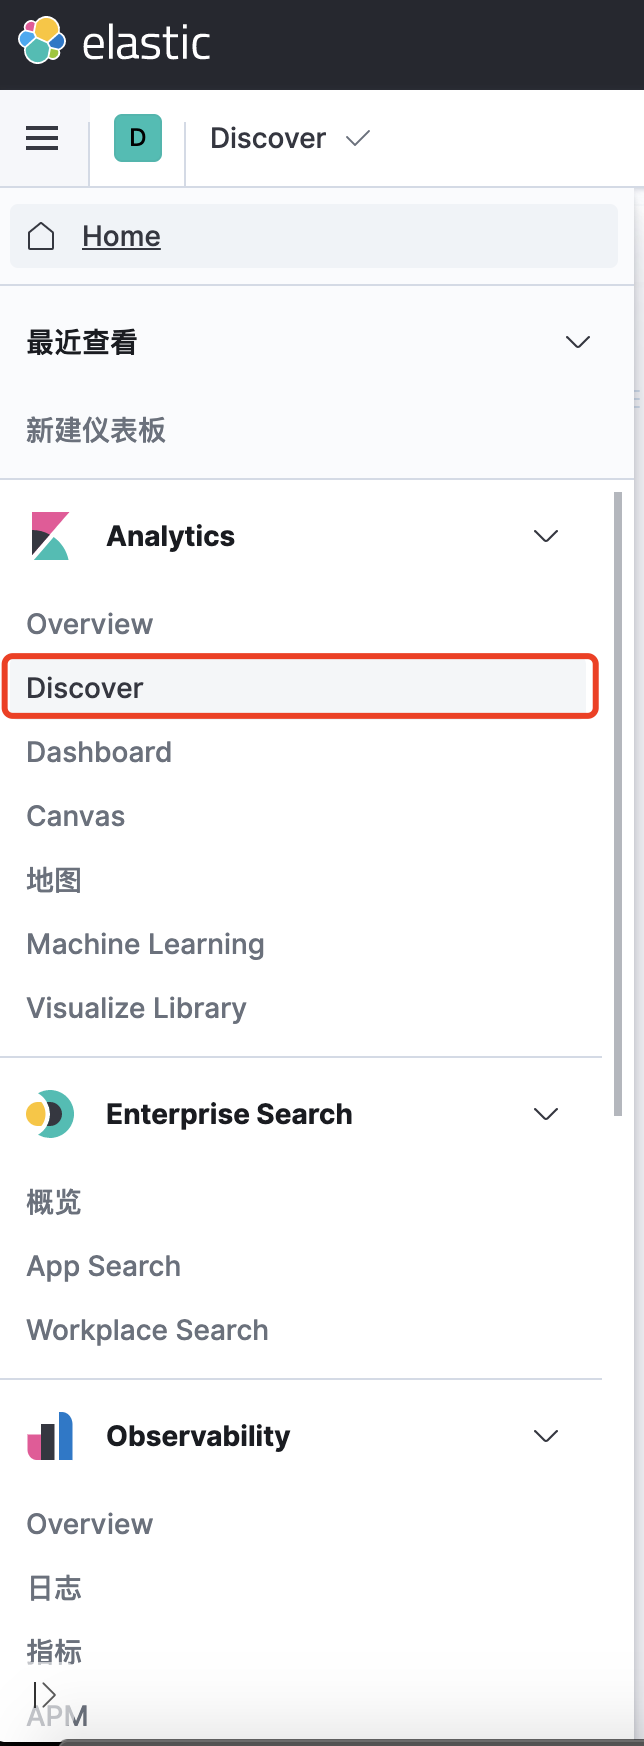 elastic
D Discover
Home
最近查看
新建仪表板
Analytics
Overview
Discover
Dashboard
Canvas
地图
Machine Learning
Visualize Library
Enterprise Search
概览
App Search
Workplace Search
Observability
Overview
日志
指标
APM